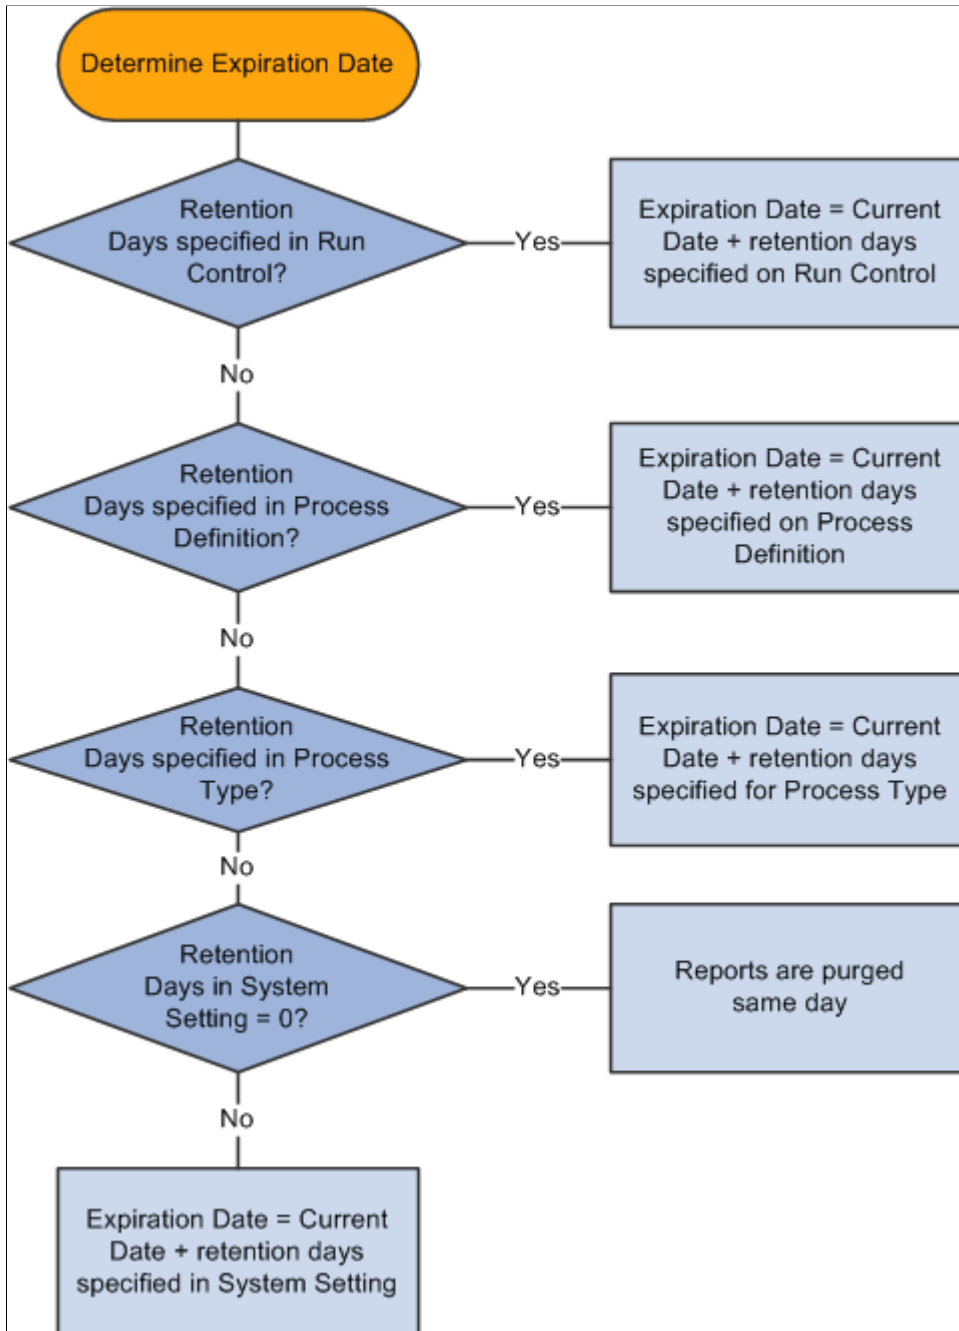 Determine Expiration Date
Retention
Days specified in Run
Control?
Yes
Expiration Date = Current
Date + retention days
specified on Run Control
No
Retention
Days specified in Process
Definition?
Yes
Expiration Date = Current
Date + retention days
specified on Process
Definition
No
Retention
Days specified in Process
Type?
Yes
Expiration Date = Current
Date + retention days
specified for Process Type
No
Retention
Days in System
Setting = 0?
Yes
Reports are purged
same day
No
Expiration Date = Current
Date + retention days
specified in System Setting